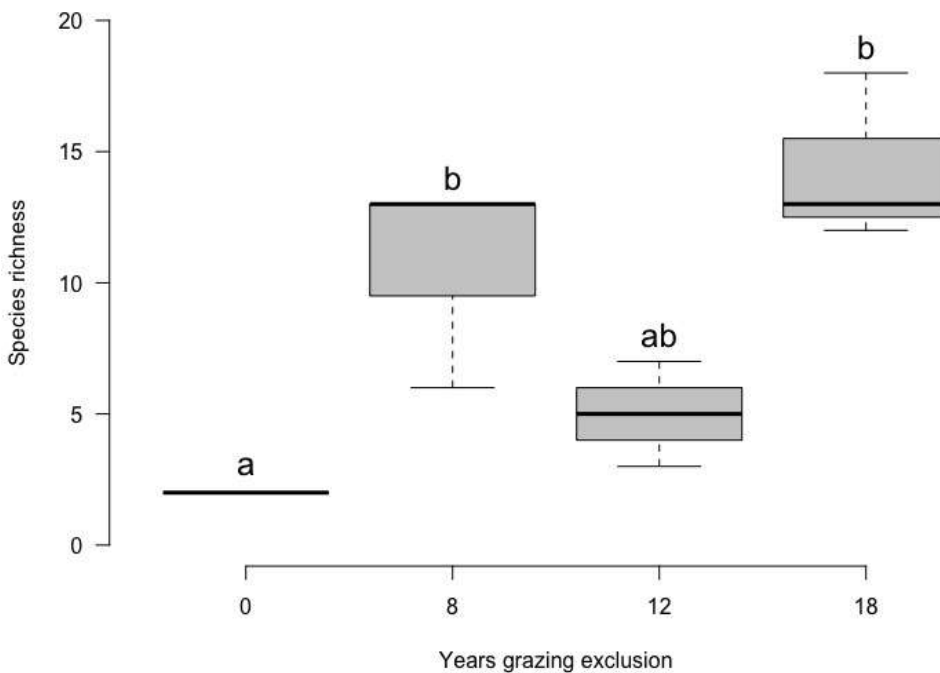 20
15
10
5
0
Species richness
a
b
ab
b
0 8 12 18
Years grazing exclusion